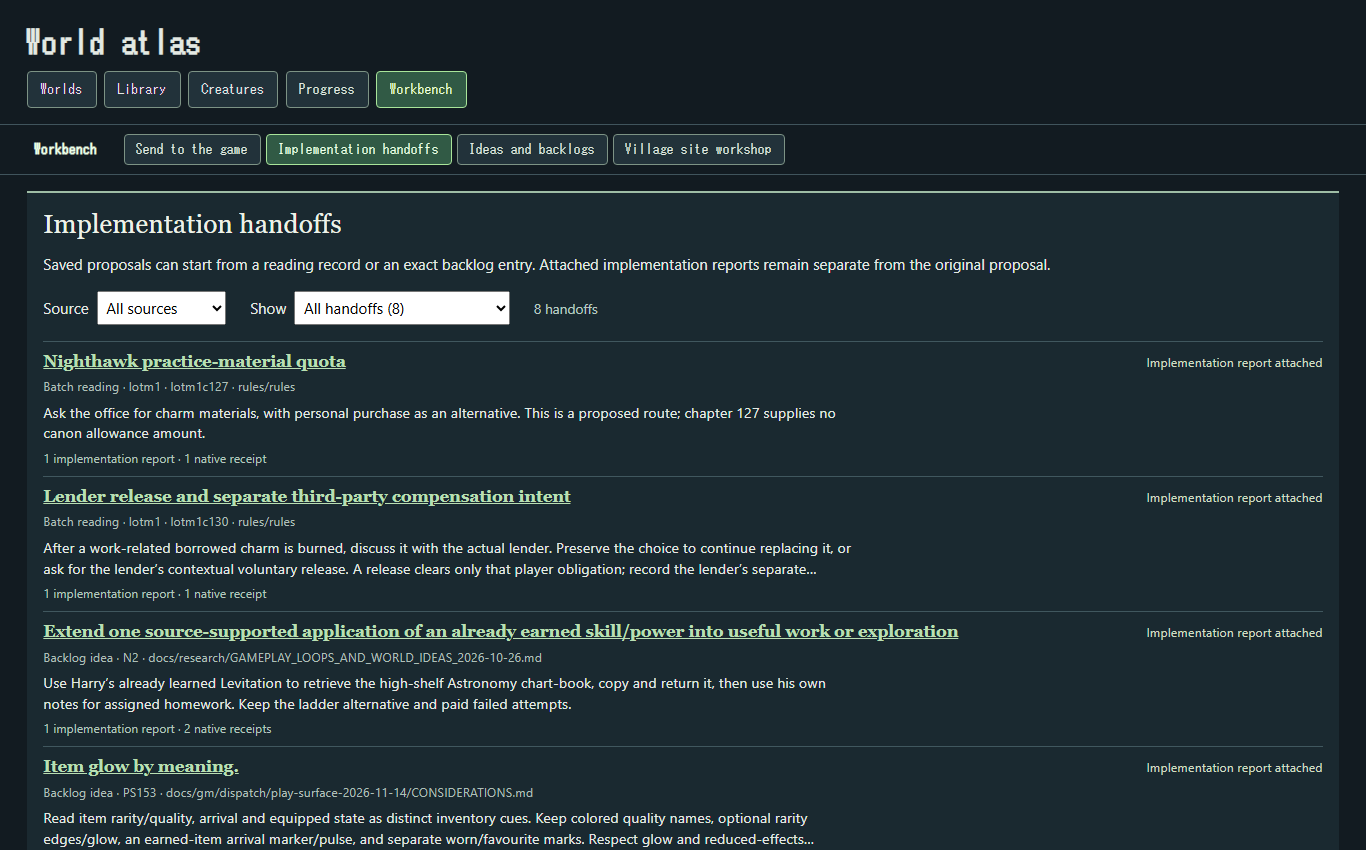 World atlas
Worlds Library Creatures Progress Workbench
Workbench Send to the game Implementation handoffs Ideas and backlogs Village site workshop
Implementation handoffs
Saved proposals can start from a reading record or an exact backlog entry. Attached implementation reports remain separate from the original proposal.
Source All sources Show All handoffs (8) 8 handoffs
Nighthawk practice-material quota Implementation report attached
Batch reading · lotm1 · lotm1c127 · rules/rules
Ask the office for charm materials, with personal purchase as an alternative. This is a proposed route; chapter 127 supplies no
canon allowance amount.
1 implementation report · 1 native receipt
Lender release and separate third-party compensation intent Implementation report attached
Batch reading · lotm1 · lotm1c130 · rules/rules
After a work-related borrowed charm is burned, discuss it with the actual lender. Preserve the choice to continue replacing it, or
ask for the lender’s contextual voluntary release. A release clears only that player obligation; record the lender’s separate…
1 implementation report · 1 native receipt
Extend one source-supported application of an already earned skill/power into useful work or exploration Implementation report attached
Backlog idea · N2 · docs/research/GAMEPLAY_LOOPS_AND_WORLD_IDEAS_2026-10-26.md
Use Harry’s already learned Levitation to retrieve the high-shelf Astronomy chart-book, copy and return it, then use his own
notes for assigned homework. Keep the ladder alternative and paid failed attempts.
1 implementation report · 2 native receipts
Item glow by meaning. Implementation report attached
Backlog idea · PS153 · docs/gm/dispatch/play-surface-2026-11-14/CONSIDERATIONS.md
Read item rarity/quality, arrival and equipped state as distinct inventory cues. Keep colored quality names, optional rarity
edges/glow, an earned-item arrival marker/pulse, and separate worn/favourite marks. Respect glow and reduced-effects…